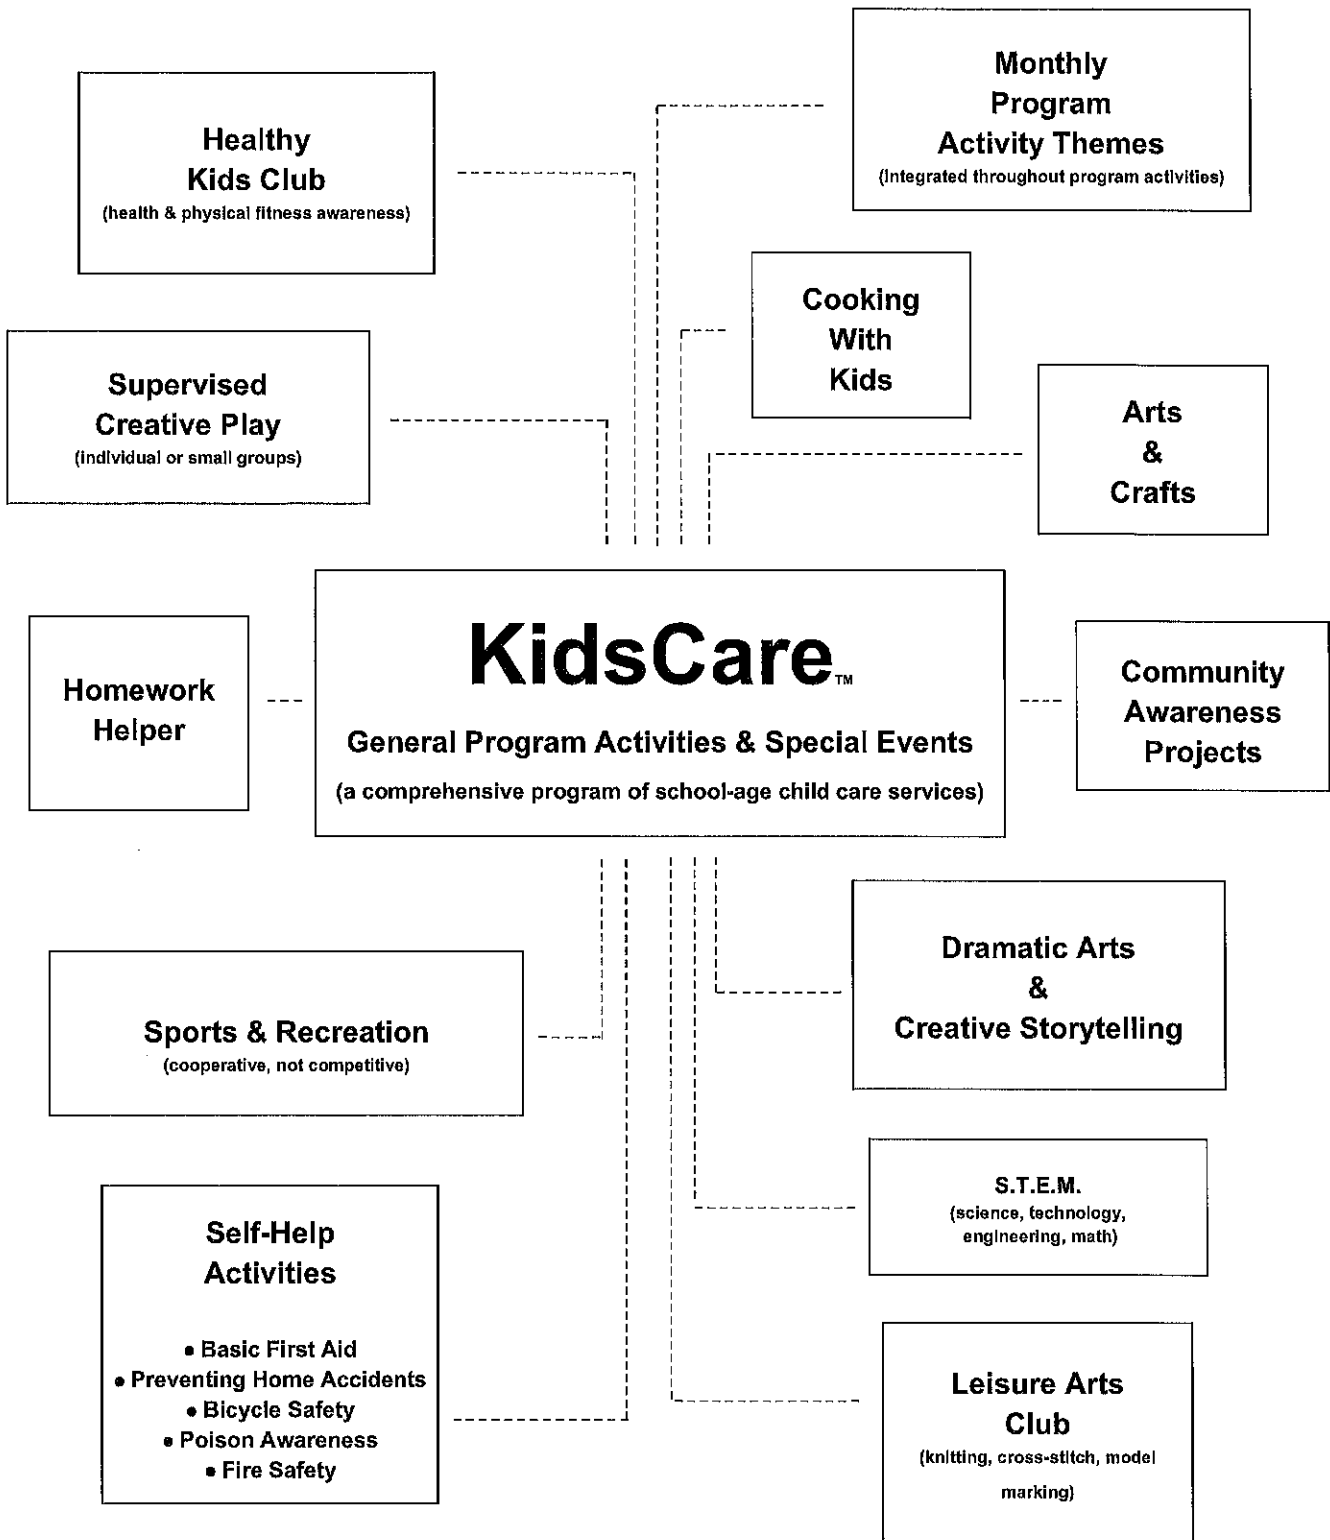 Healthy
Kids Club
(health & physical fitness awareness)
Monthly
Program
Activity Themes
(integrated throughout program activities)
Supervised
Creative Play
(individual or small groups)
Cooking
With
Kids
Arts
&
Crafts
Homework
Helper
KidsCare™
General Program Activities & Special Events
(a comprehensive program of school-age child care services)
Community
Awareness
Projects
Sports & Recreation
(cooperative, not competitive)
Dramatic Arts
&
Creative Storytelling
Self-Help
Activities
• Basic First Aid
• Preventing Home Accidents
• Bicycle Safety
• Poison Awareness
• Fire Safety
S.T.E.M.
(science, technology,
engineering, math)
Leisure Arts
Club
(knitting, cross-stitch, model
marking)